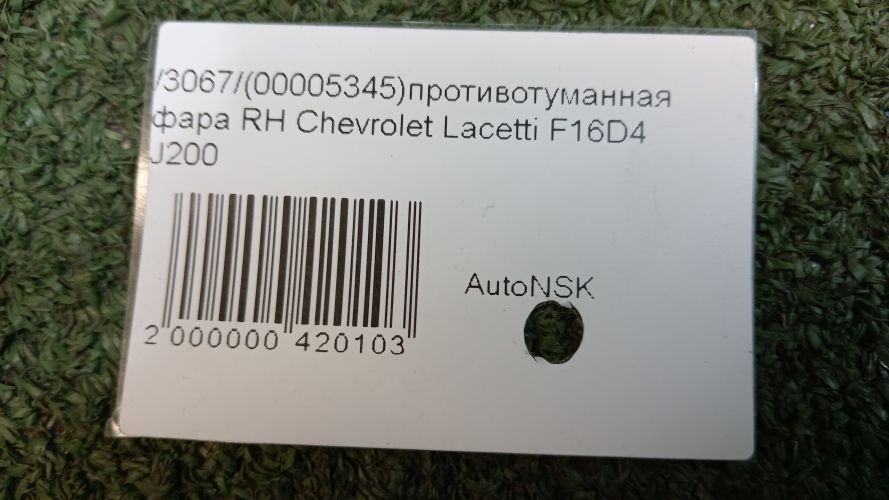 /3067/(00005345)противотуманная
фара RH Chevrolet Lacetti F16D4
J200
2 000000 420103
AutoNSK